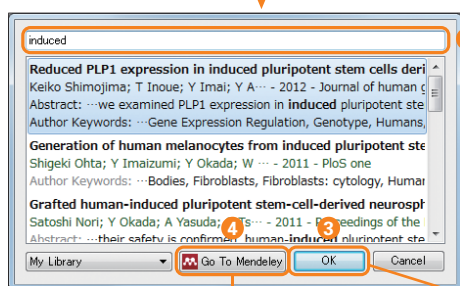 induced
Reduced PLP1 expression in induced pluripotent stem cells deri
Keiko Shimojima; T Inoue; Y Imai; Y A··· - 2012 - Journal of human g
Abstract: ···we examined PLP1 expression in induced pluripotent ste
Author Keywords: ···Gene Expression Regulation, Genotype, Humans,
Generation of human melanocytes from induced pluripotent ste
Shigeki Ohta; Y Imaizumi; Y Okada; W ··· - 2011 - PloS one
Author Keywords: ···Bodies, Fibroblasts, Fibroblasts: cytology, Human
Grafted human-induced pluripotent stem-cell-derived neurosph
Satoshi Nori; Y Okada; A Yasuda; Ts··· - 2011 - Proceedings of the
Abstract: ···their safety is confirmed, human-induced pluripotent ste
4 3
My Library Go To Mendeley OK Cancel